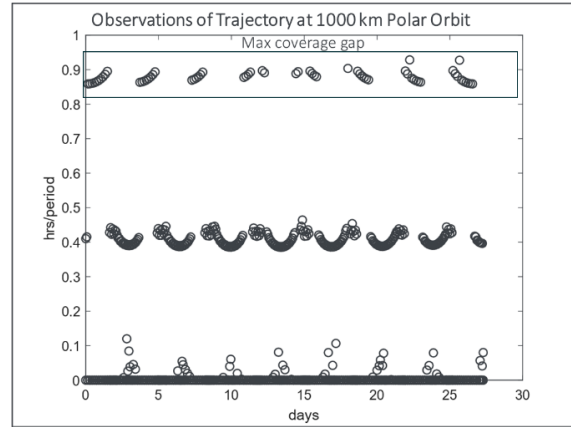 Observations of Trajectory at 1000 km Polar Orbit
Max coverage gap
1
0.9
0.8
0.7
0.6
0.5
0.4
0.3
0.2
0.1
0
hrs/period
0 5 10 15 20 25 30
days